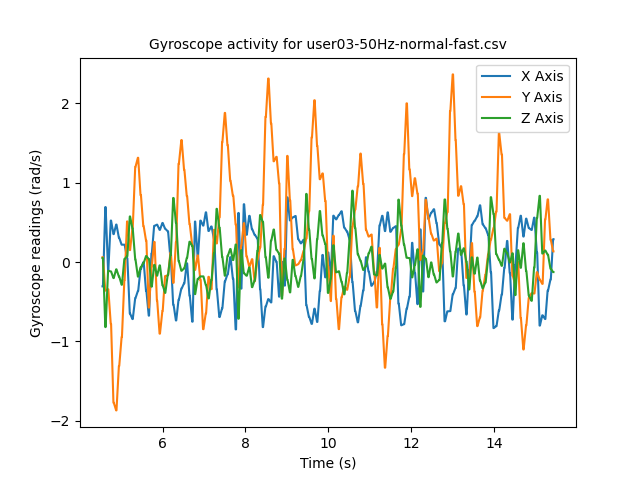 Gyroscope activity for user03-50Hz-normal-fast.csv
X Axis
Y Axis
Z Axis
Gyroscope readings (rad/s)
2
1
0
−1
−2
6 8 10 12 14
Time (s)